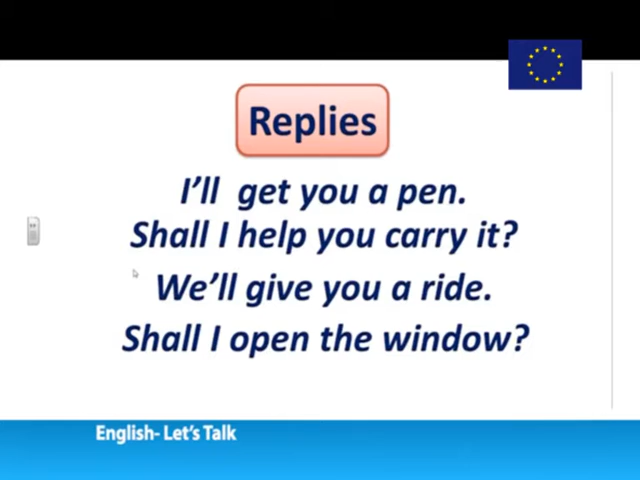 Replies
I'll get you a pen.
Shall I help you carry it?
We'll give you a ride.
Shall I open the window?
English- Let's Talk